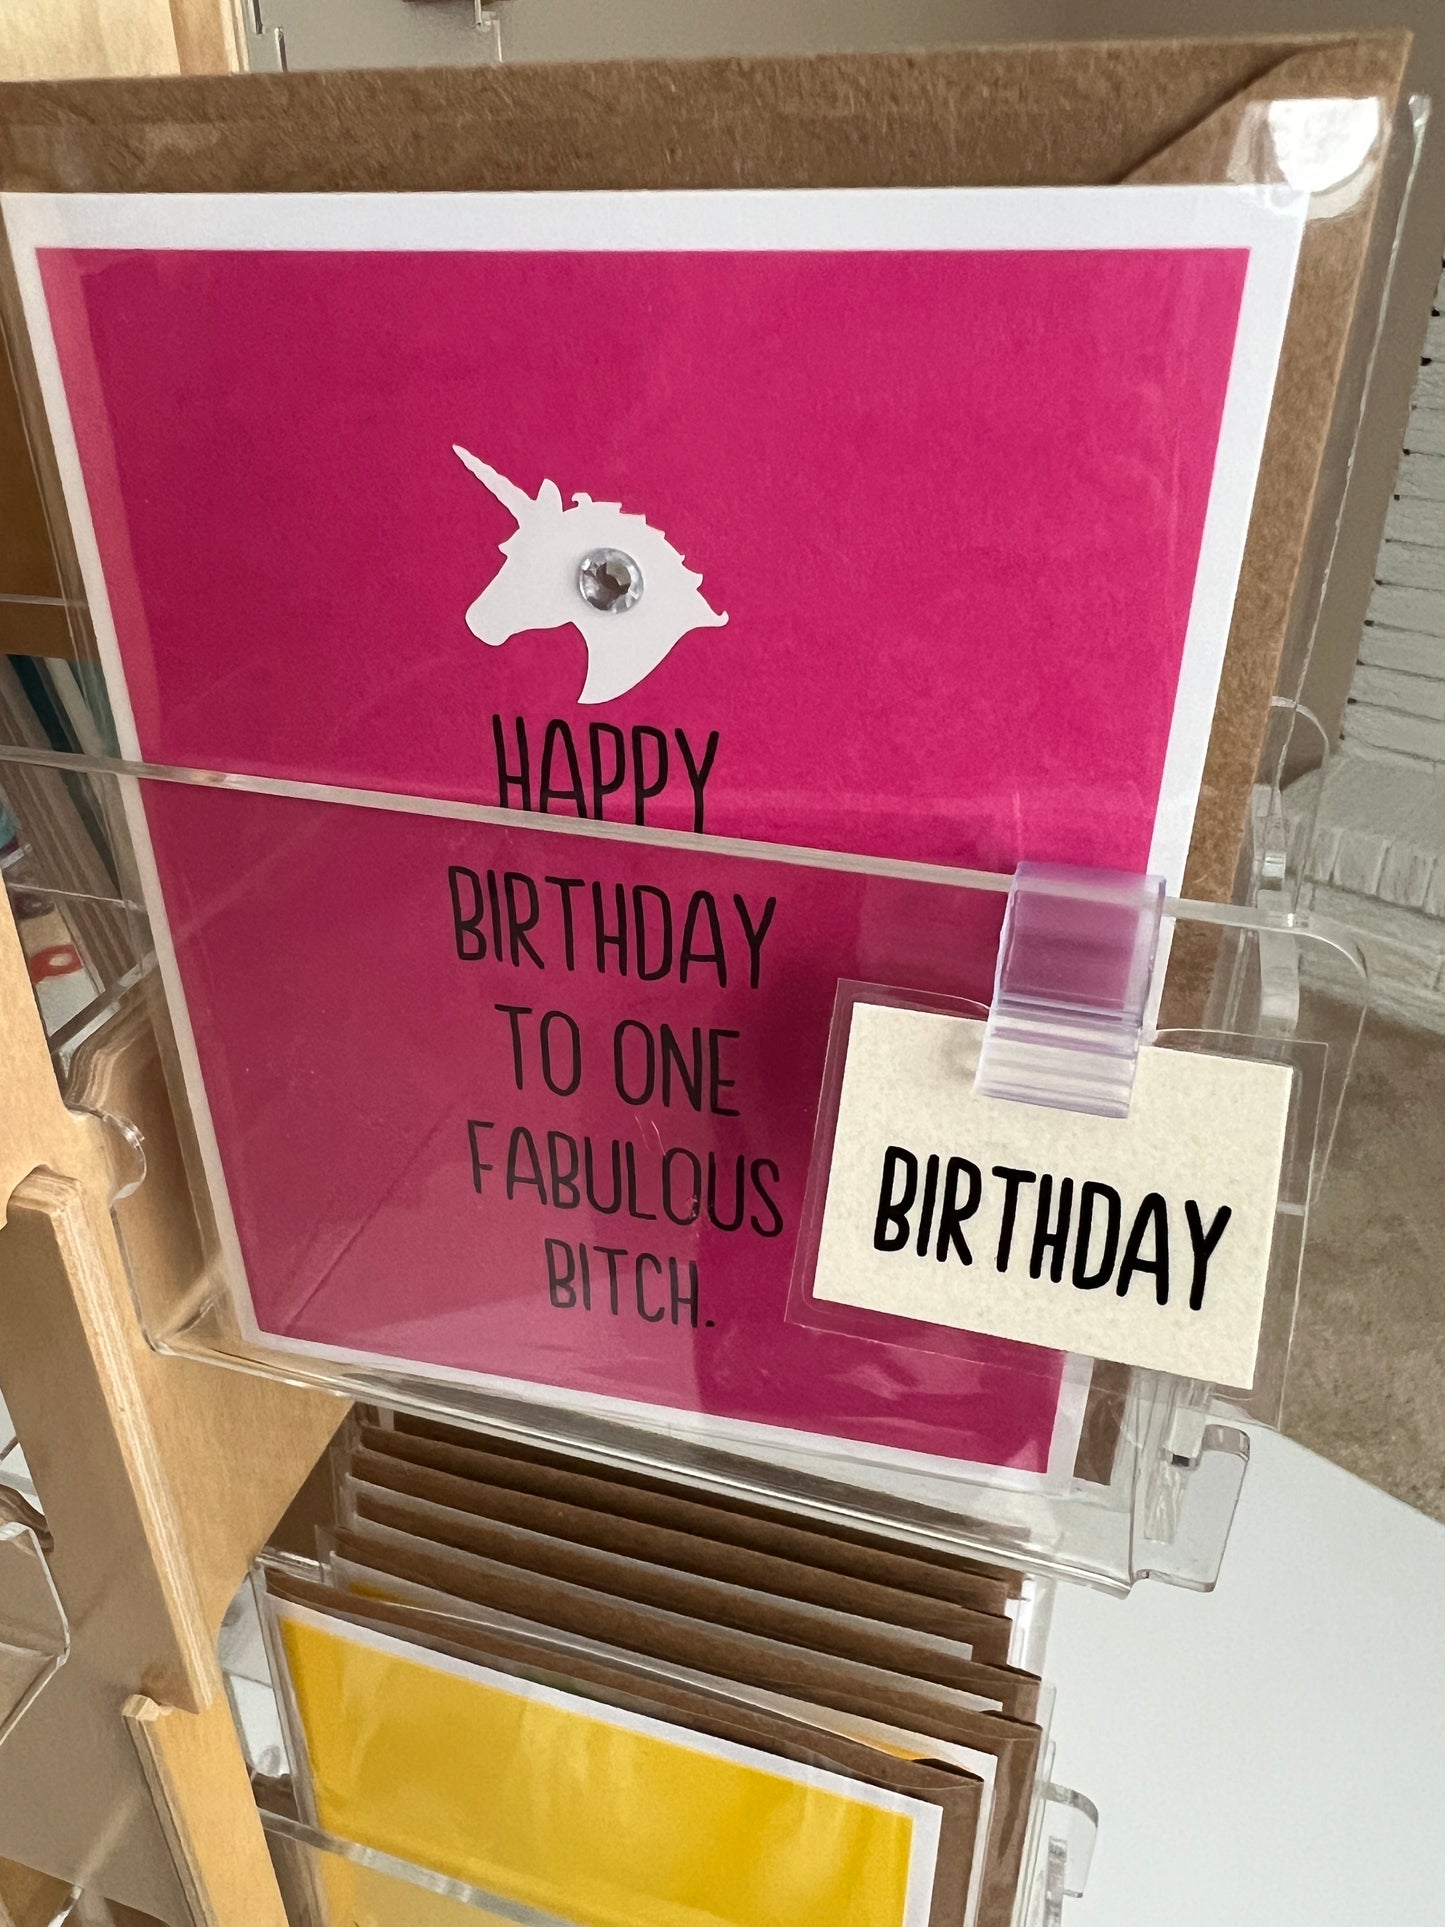 HAPPY
BIRTHDAY
TO ONE
FABULOUS
BITCH.
BIRTHDAY